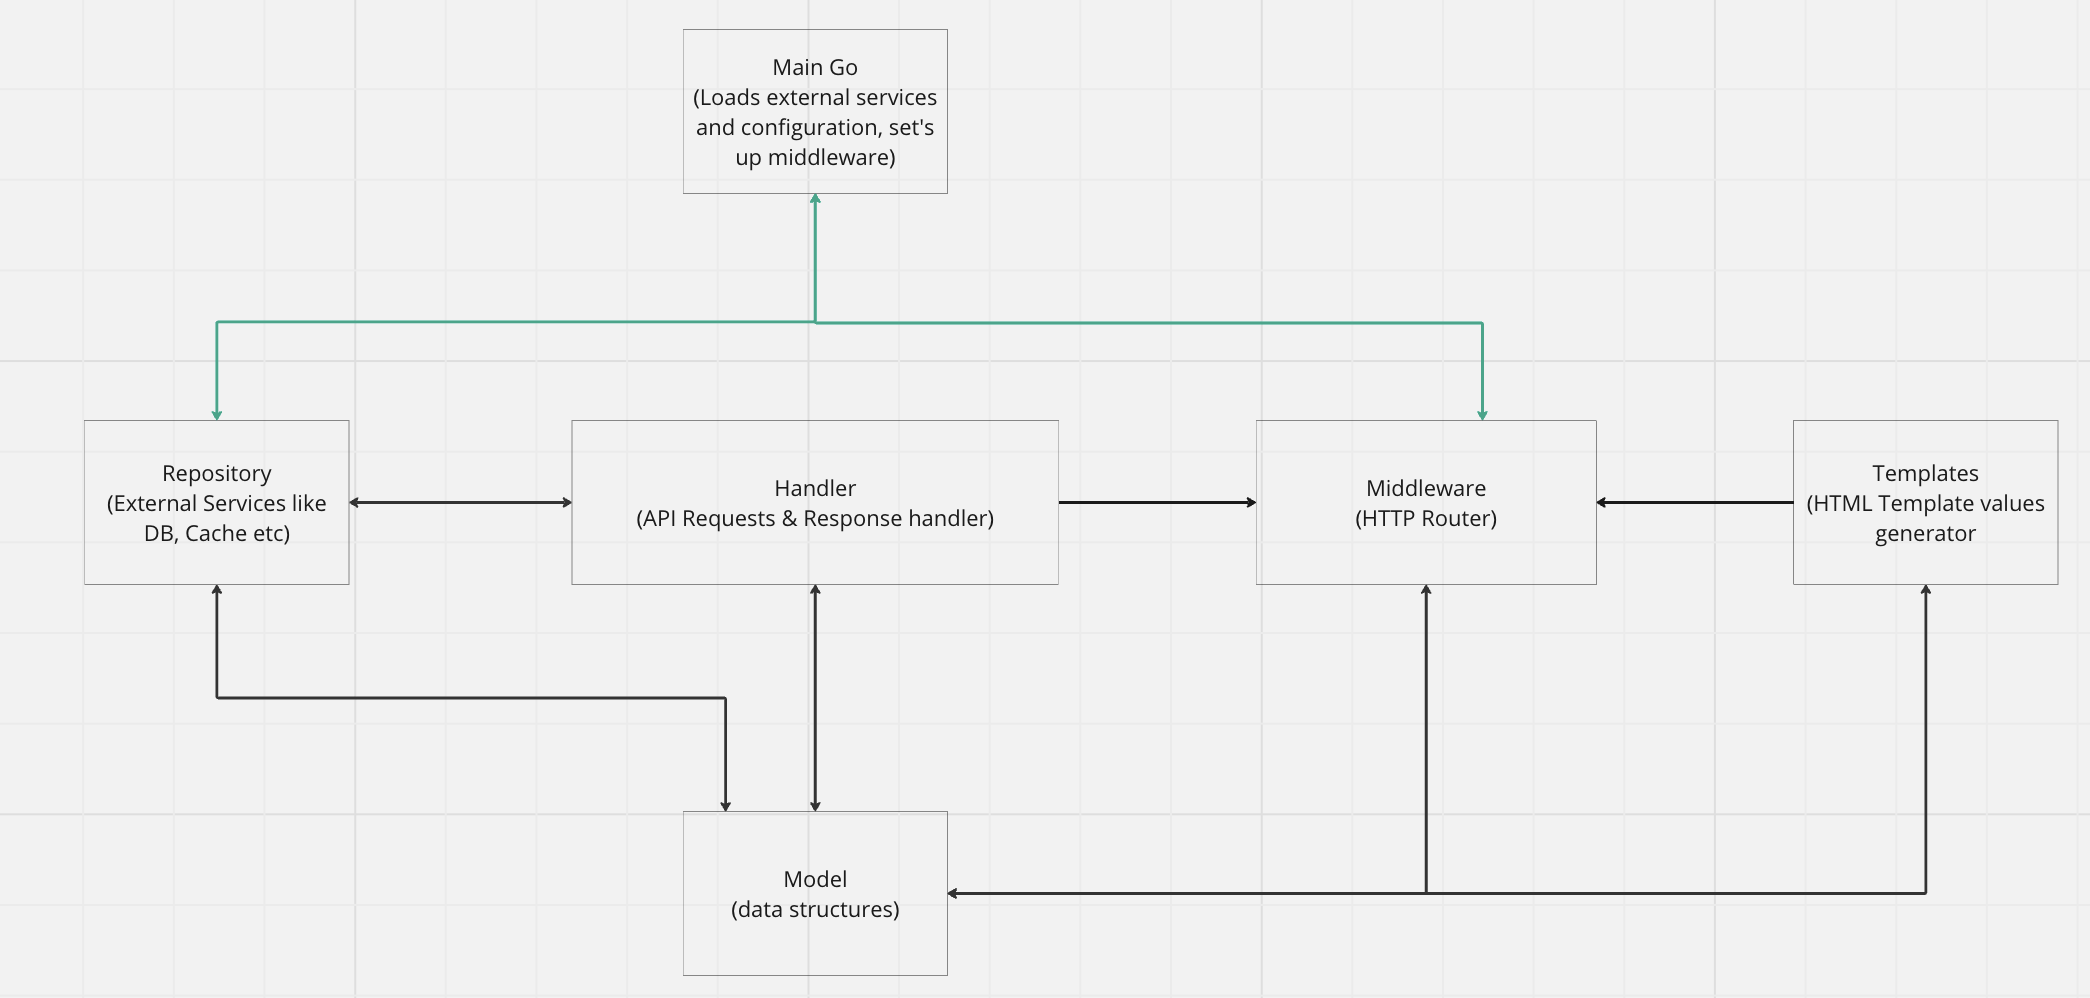 Main Go
(Loads external services
and configuration, set's
up middleware)
Repository
(External Services like
DB, Cache etc)
Handler
(API Requests & Response handler)
Middleware
(HTTP Router)
Templates
(HTML Template values
generator
Model
(data structures)